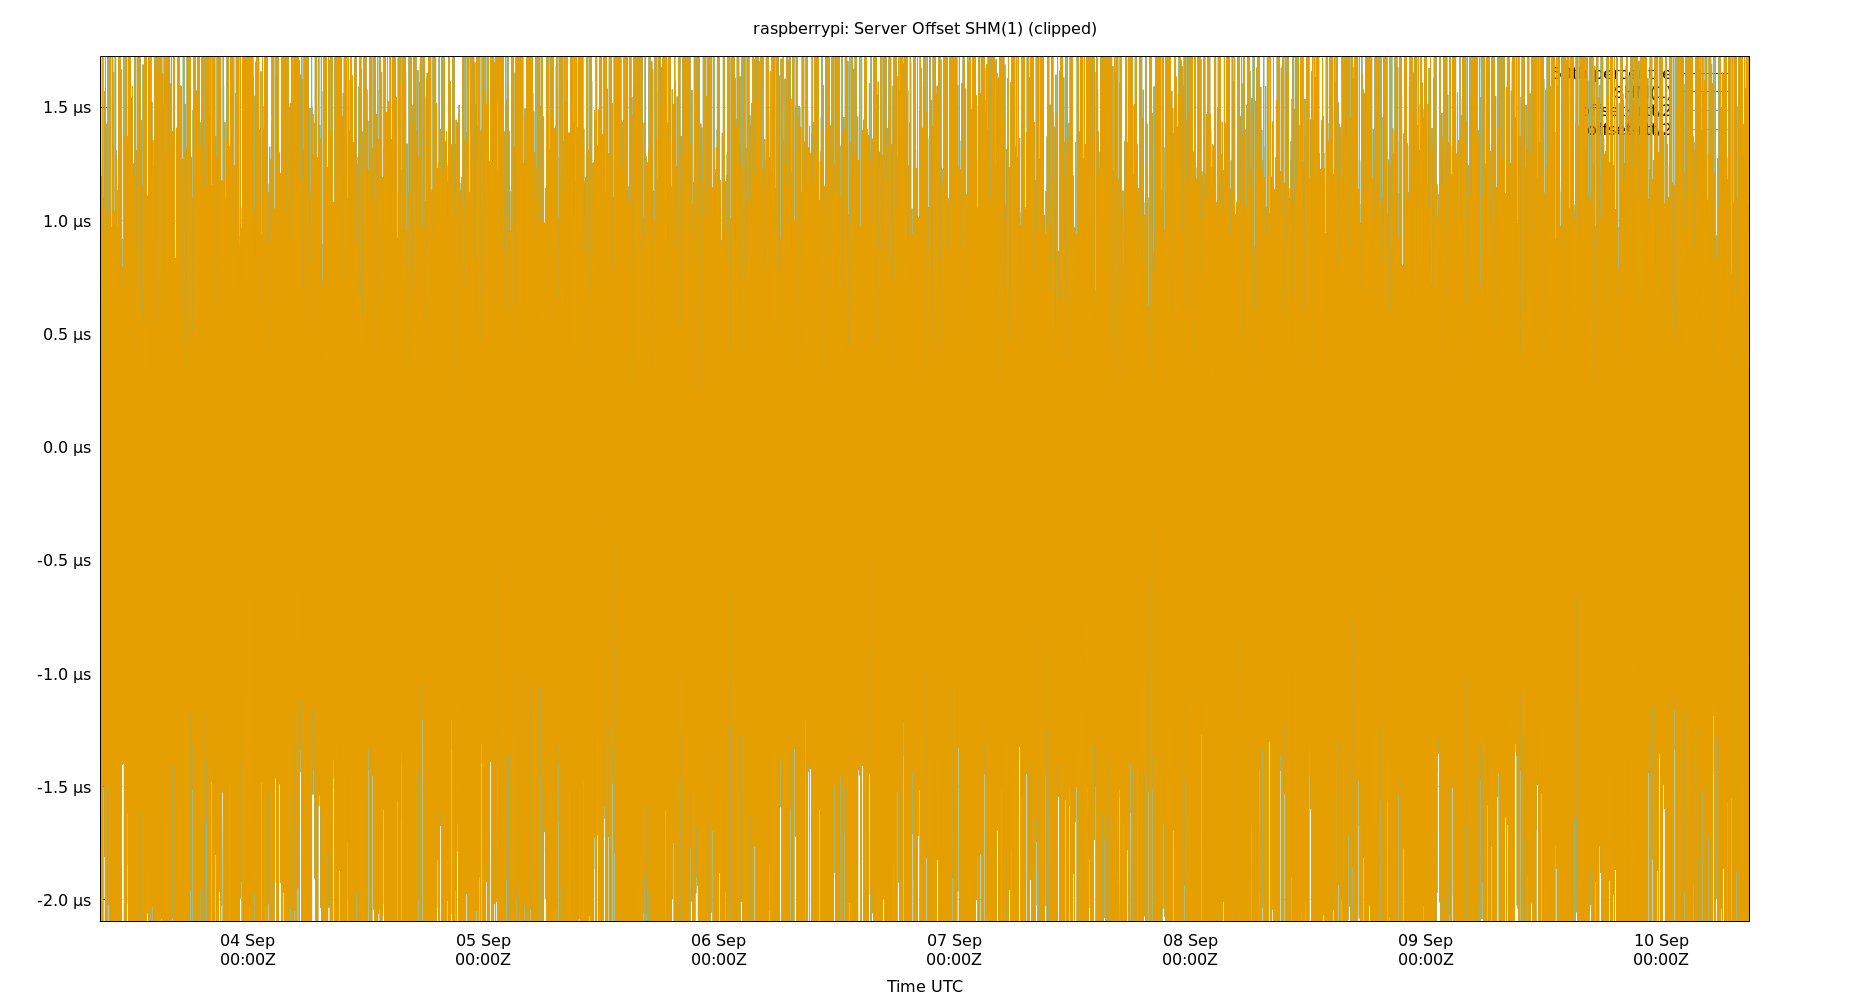 raspberrypi: Server Offset SHM(1) (clipped)
1.5 µs
1.0 µs
0.5 µs
0.0 µs
-0.5 µs
-1.0 µs
-1.5 µs
-2.0 µs
04 Sep 05 Sep 06 Sep 07 Sep 08 Sep 09 Sep 10 Sep
00:00Z 00:00Z 00:00Z 00:00Z 00:00Z 00:00Z 00:00Z
Time UTC